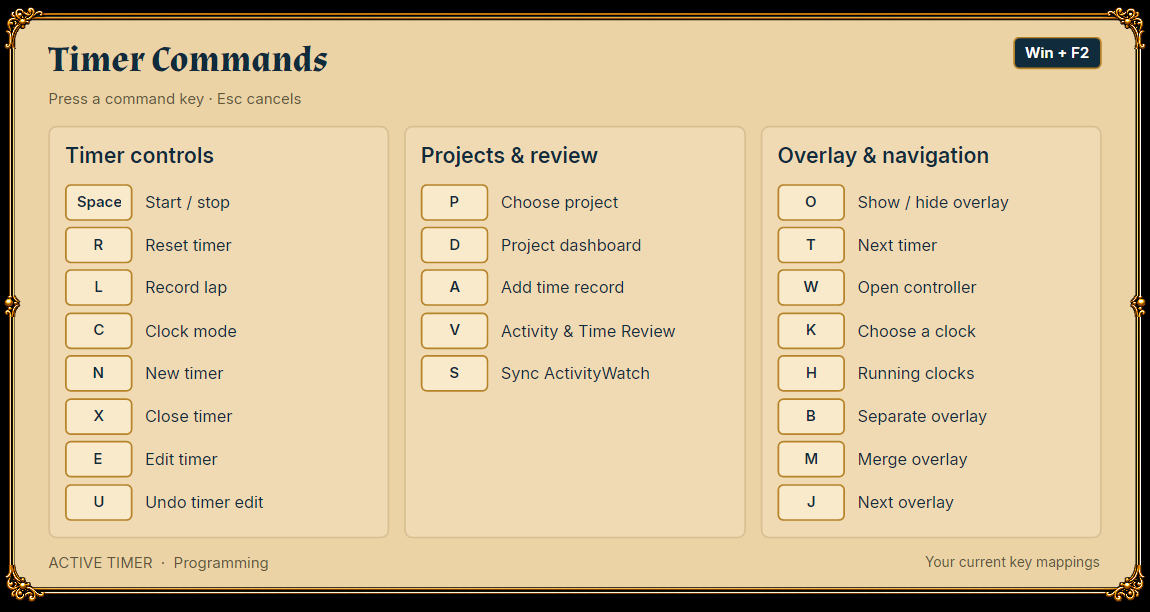 Timer Commands
Win + F2
Press a command key · Esc cancels
Timer controls
Space Start / stop
R Reset timer
L Record lap
C Clock mode
N New timer
X Close timer
E Edit timer
U Undo timer edit
Projects & review
P Choose project
D Project dashboard
A Add time record
V Activity & Time Review
S Sync ActivityWatch
Overlay & navigation
O Show / hide overlay
T Next timer
W Open controller
K Choose a clock
H Running clocks
B Separate overlay
M Merge overlay
J Next overlay
ACTIVE TIMER · Programming
Your current key mappings